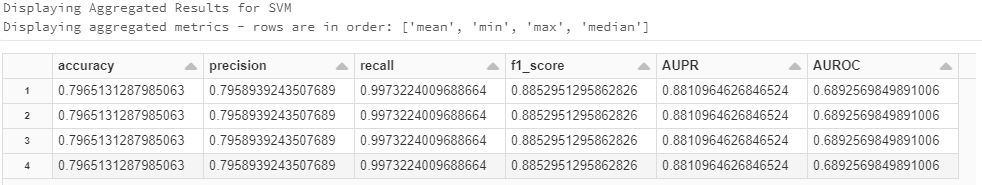 Displaying Aggregated Results for SVM
Displaying aggregated metrics - rows are in order: ['mean', 'min', 'max', 'median']
accuracy precision recall f1_score AUPR AUROC
1 0.7965131287985063 0.7958939243507689 0.9973224009688664 0.8852951295862826 0.8810964626846524 0.6892569849891006
2 0.7965131287985063 0.7958939243507689 0.9973224009688664 0.8852951295862826 0.8810964626846524 0.6892569849891006
3 0.7965131287985063 0.7958939243507689 0.9973224009688664 0.8852951295862826 0.8810964626846524 0.6892569849891006
4 0.7965131287985063 0.7958939243507689 0.9973224009688664 0.8852951295862826 0.8810964626846524 0.6892569849891006